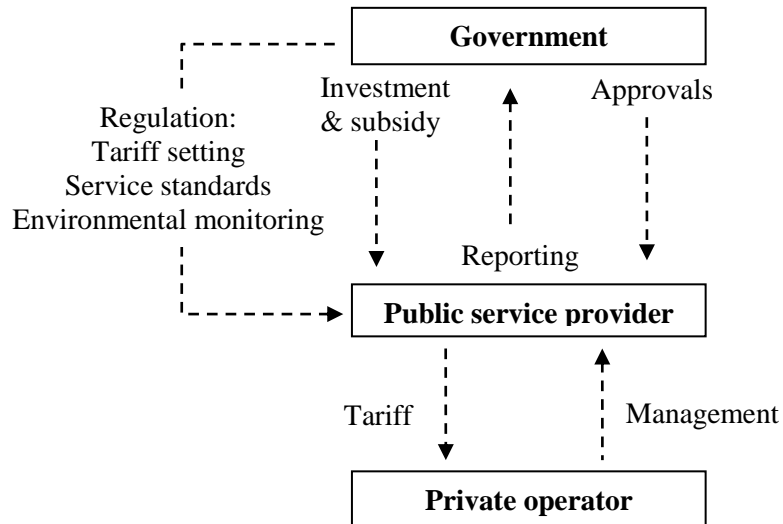 Government
Investment
& subsidy
Approvals
Regulation:
Tariff setting
Service standards
Environmental monitoring
Reporting
Public service provider
Tariff
Management
Private operator